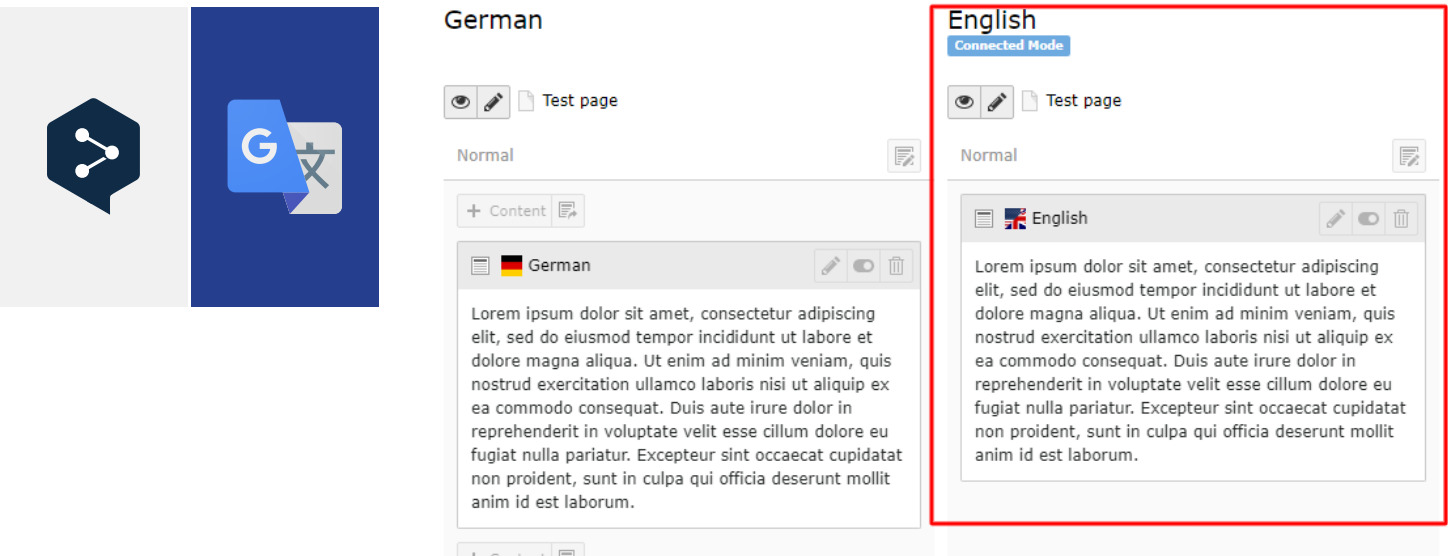 G 文
German
Test page
Normal
+ Content
German
Lorem ipsum dolor sit amet, consectetur adipiscing
elit, sed do eiusmod tempor incididunt ut labore et
dolore magna aliqua. Ut enim ad minim veniam, quis
nostrud exercitation ullamco laboris nisi ut aliquip ex
ea commodo consequat. Duis aute irure dolor in
reprehenderit in voluptate velit esse cillum dolore eu
fugiat nulla pariatur. Excepteur sint occaecat cupidatat
non proident, sunt in culpa qui officia deserunt mollit
anim id est laborum.
+ Content
English
Connected Mode
Test page
Normal
English
Lorem ipsum dolor sit amet, consectetur adipiscing
elit, sed do eiusmod tempor incididunt ut labore et
dolore magna aliqua. Ut enim ad minim veniam, quis
nostrud exercitation ullamco laboris nisi ut aliquip ex
ea commodo consequat. Duis aute irure dolor in
reprehenderit in voluptate velit esse cillum dolore eu
fugiat nulla pariatur. Excepteur sint occaecat cupidatat
non proident, sunt in culpa qui officia deserunt mollit
anim id est laborum.